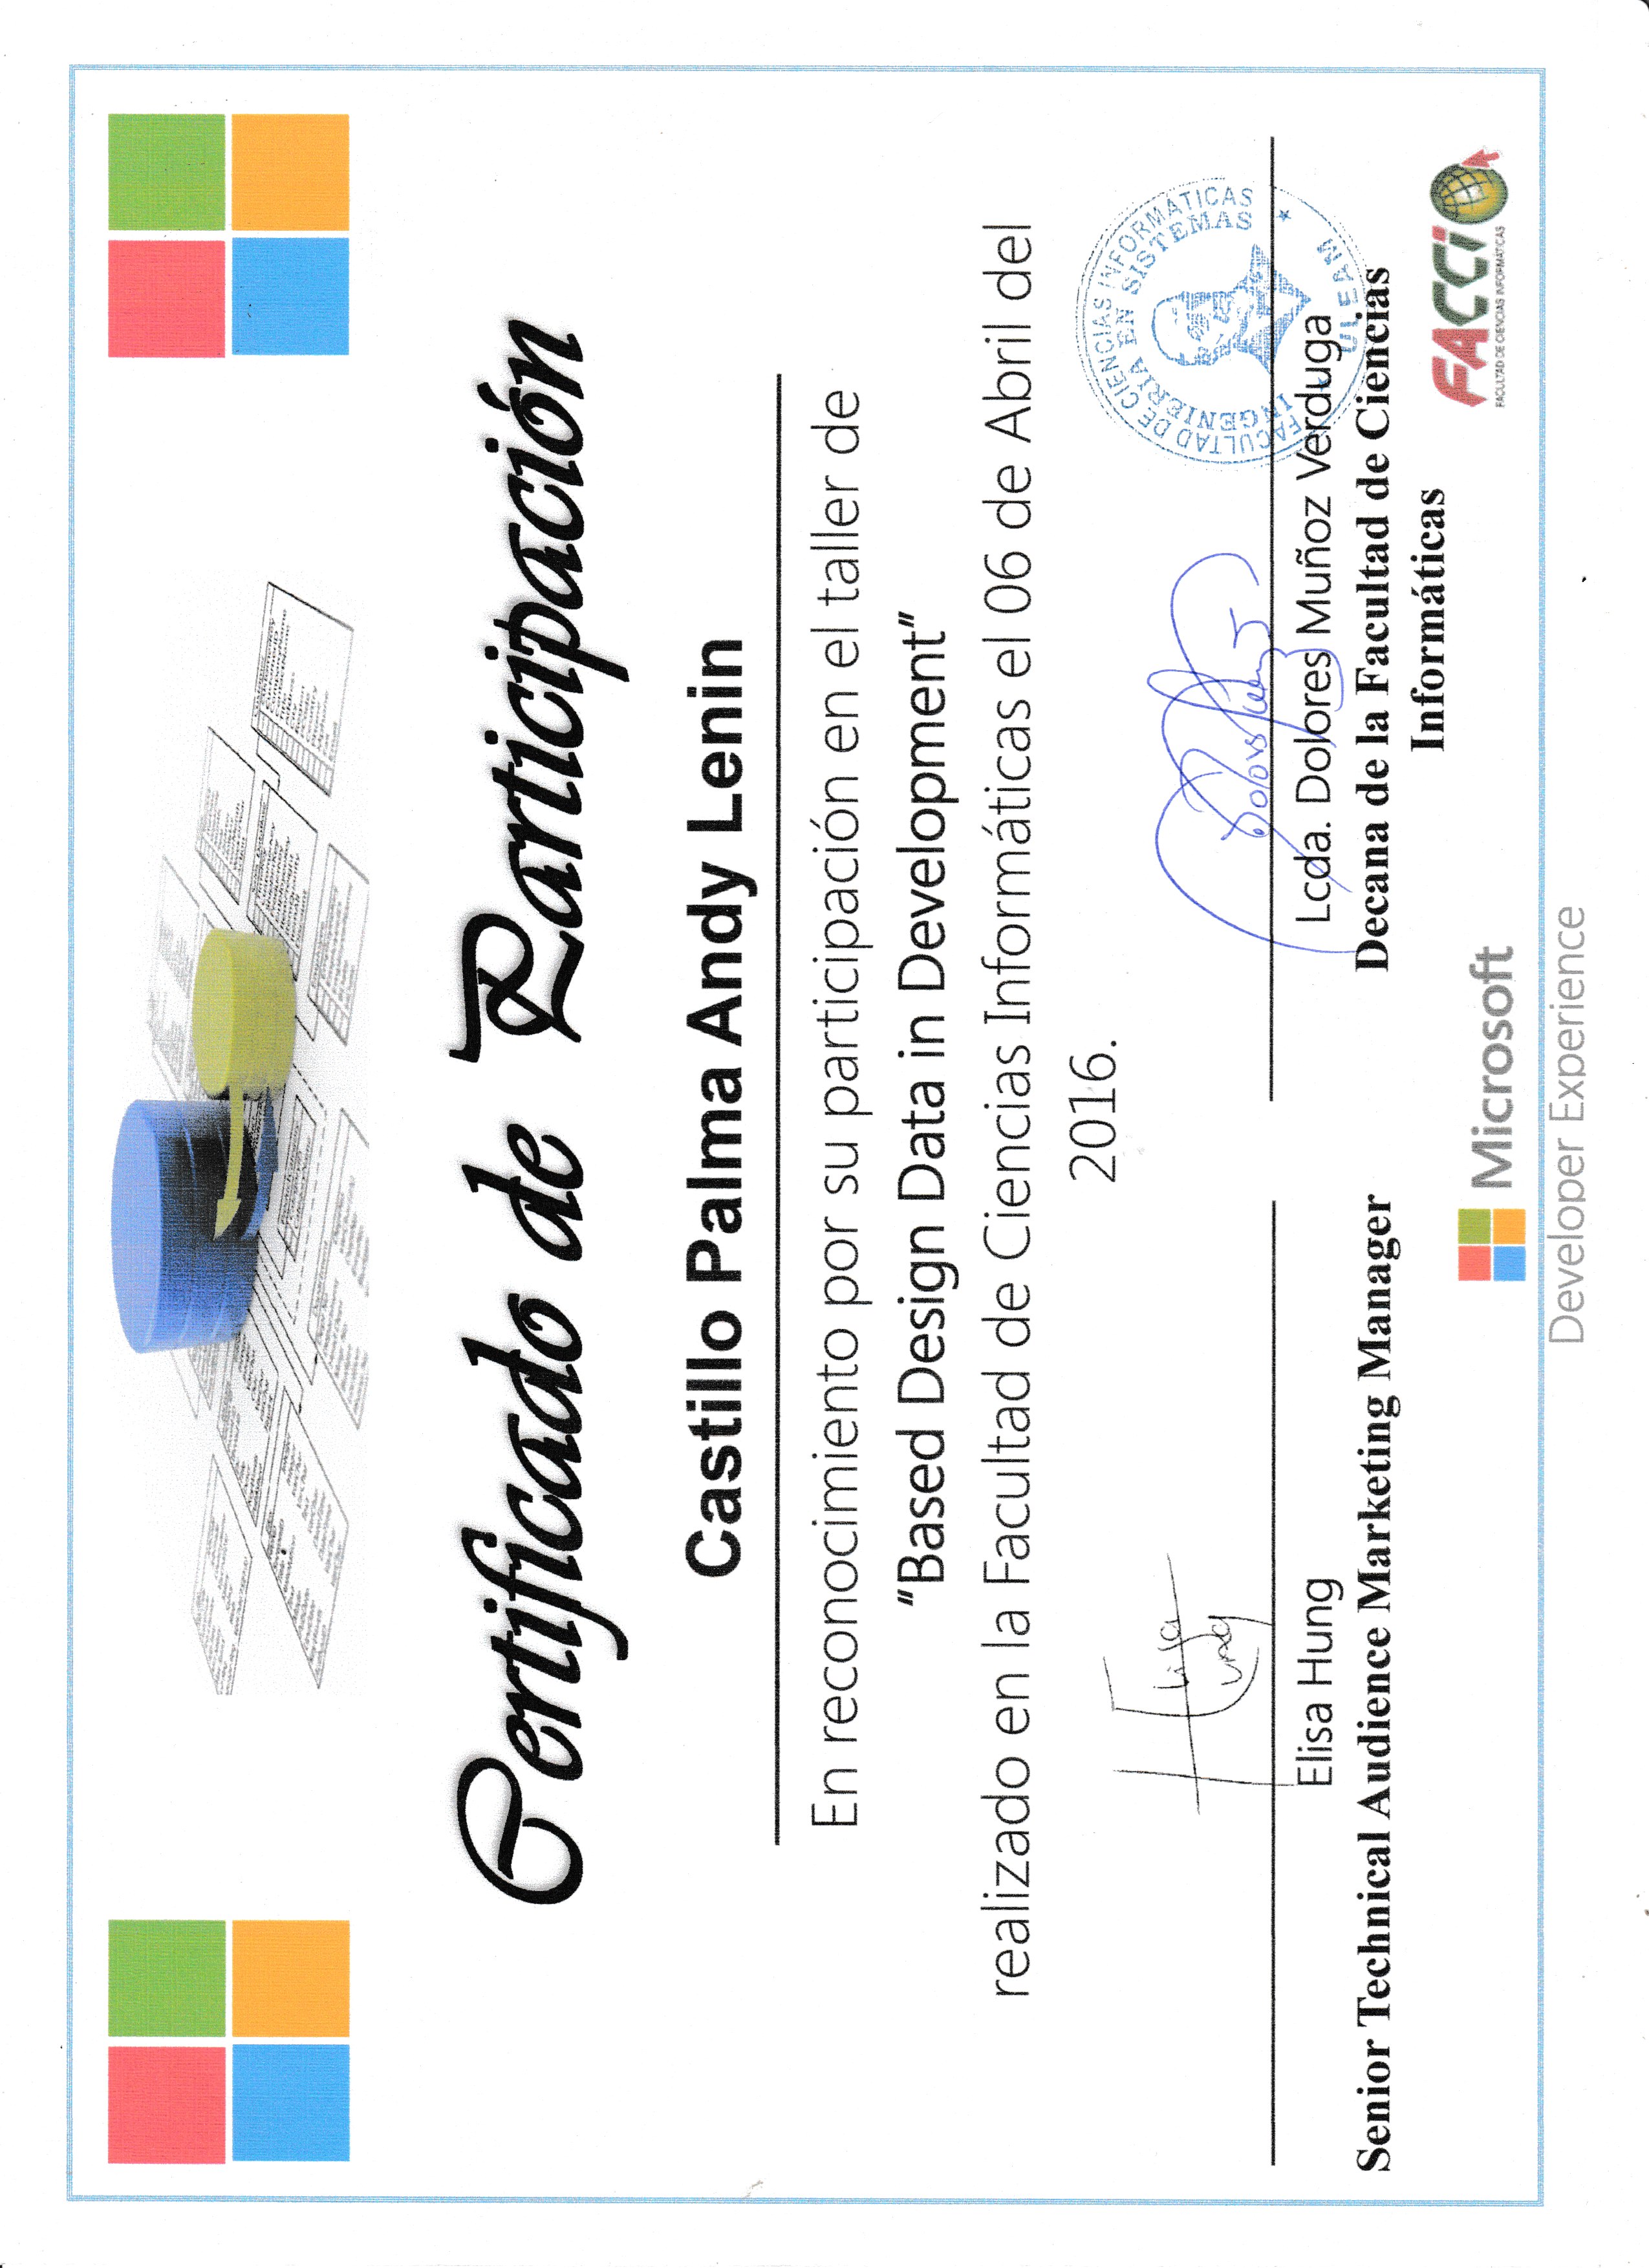 Certificado de Participación
Castillo Palma Andy Lenin
En reconocimiento por su participación en el taller de
"Based Design Data in Development"
realizado en la Facultad de Ciencias Informáticas el 06 de Abril del
2016.
Elisa
Hung
FACULTAD DE CIENCIAS INFORMATICAS
INGENIERIA EN SISTEMAS
ULEAM
Elisa Hung
Senior Technical Audience Marketing Manager
Lcda. Dolores Muñoz Verduga
Decana de la Facultad de Ciencias
Informáticas
FACCI
FACULTAD DE CIENCIAS INFORMÁTICAS
Microsoft
Developer Experience